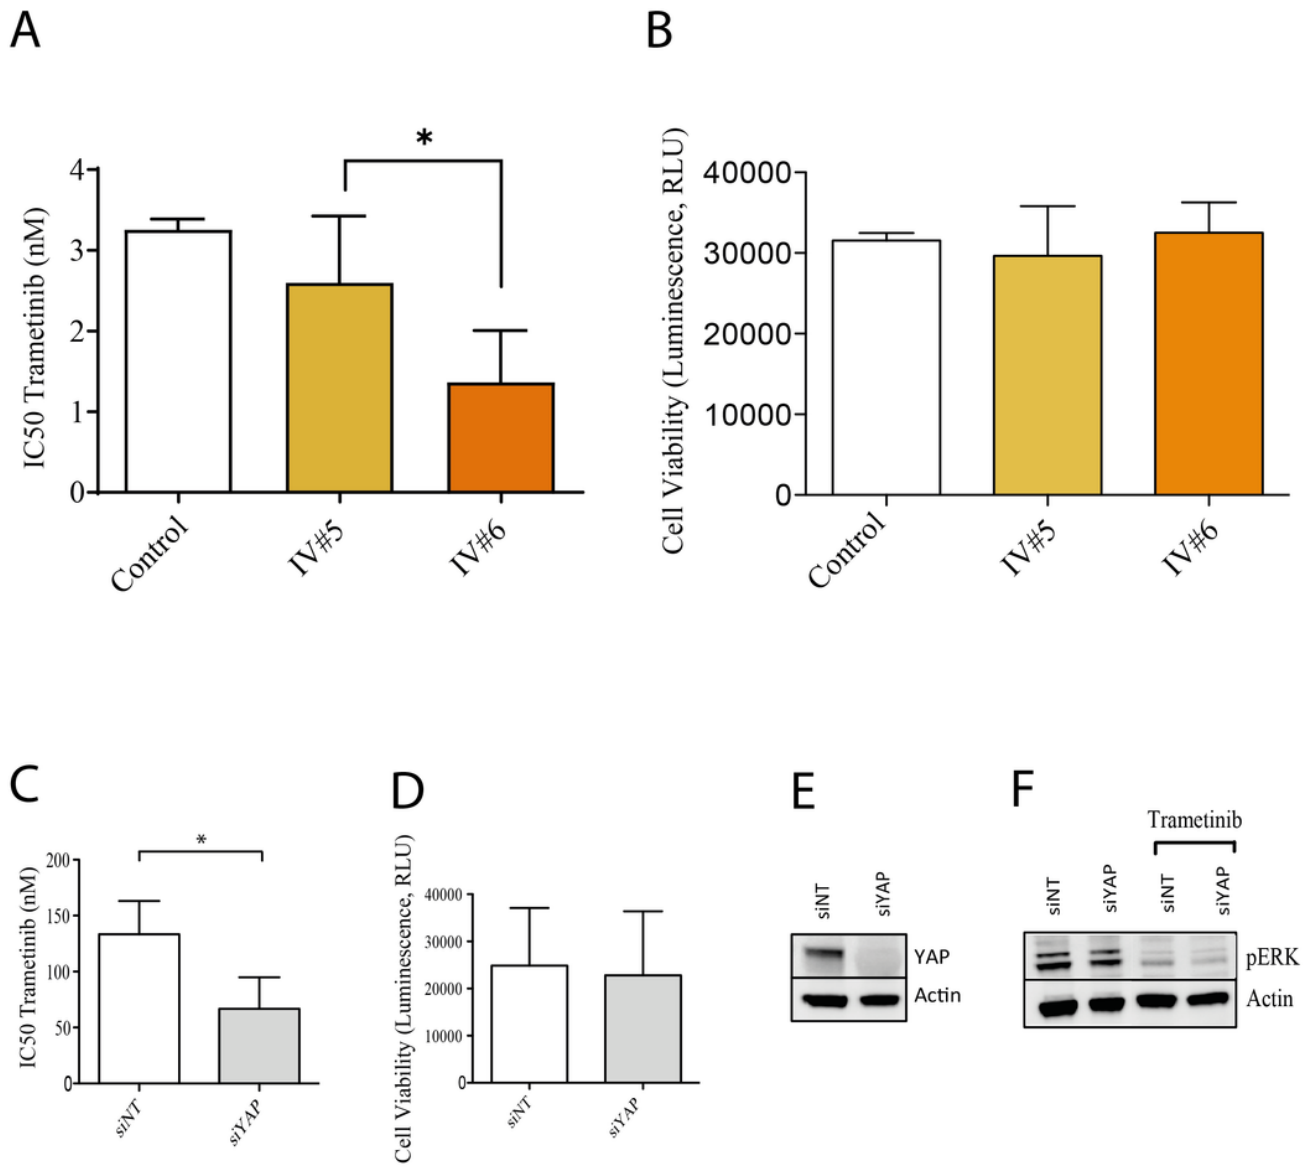 A
IC50 Trametinib (nM)
4
3
2
1
0
*
Control
IV#5
IV#6
B
Cell Viability (Luminescence, RLU)
40000
30000
20000
10000
0
Control
IV#5
IV#6
C
IC50 Trametinib (nM)
200
150
100
50
0
*
siNT
siYAP
D
Cell Viability (Luminescence, RLU)
40000
30000
20000
10000
0
siNT
siYAP
E
siNT
siYAP
YAP
Actin
F
Trametinib
siNT
siYAP
siNT
siYAP
pERK
Actin